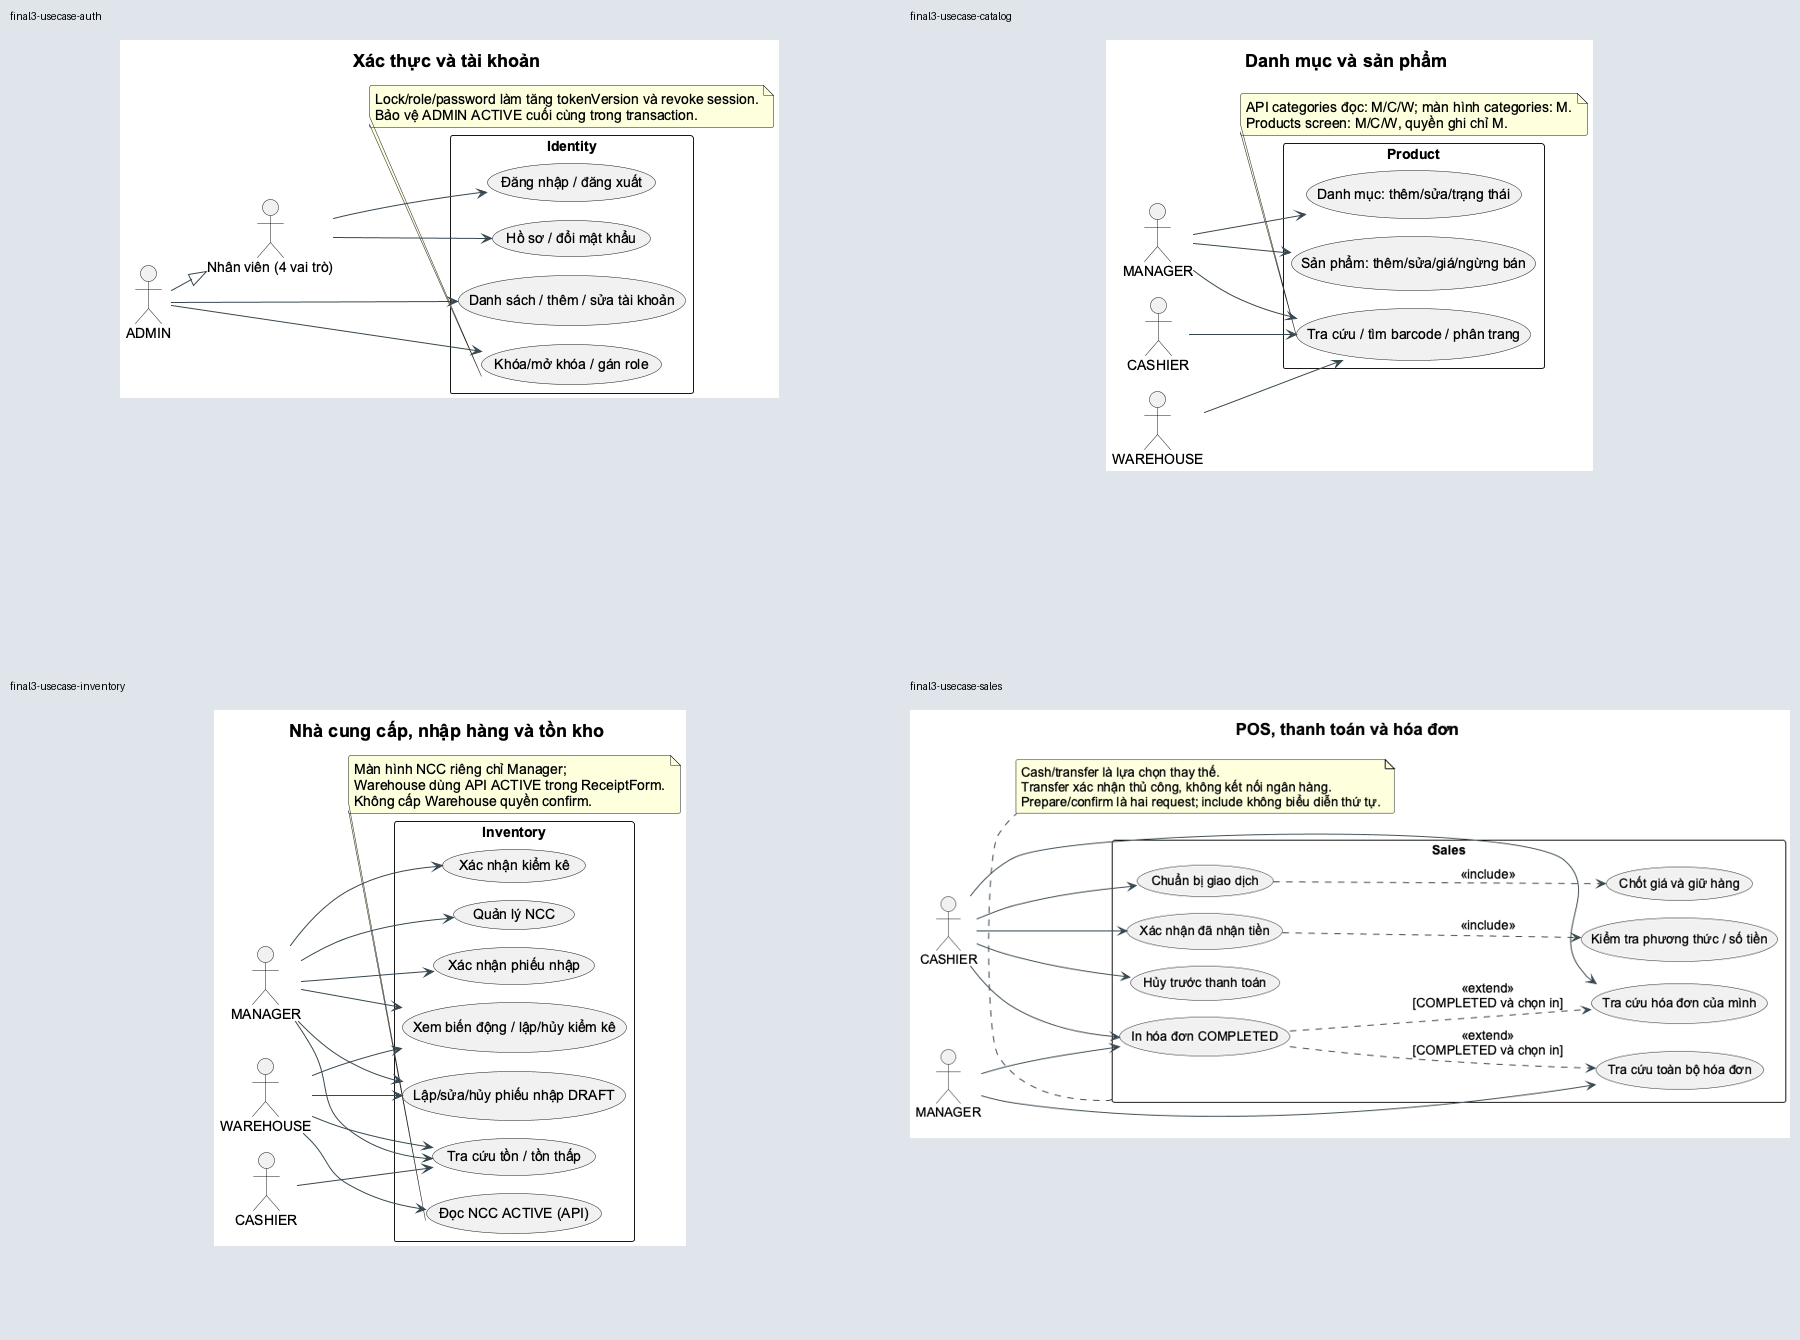 final3-usecase-auth
Xác thực và tài khoản
Lock/role/password làm tăng tokenVersion và revoke session.
Bảo vệ ADMIN ACTIVE cuối cùng trong transaction.
Identity
Đăng nhập / đăng xuất
Hồ sơ / đổi mật khẩu
Nhân viên (4 vai trò)
Danh sách / thêm / sửa tài khoản
ADMIN
Khóa/mở khóa / gán role
final3-usecase-catalog
Danh mục và sản phẩm
API categories đọc: M/C/W; màn hình categories: M.
Products screen: M/C/W, quyền ghi chỉ M.
Product
Danh mục: thêm/sửa/trạng thái
Sản phẩm: thêm/sửa/giá/ngừng bán
MANAGER
Tra cứu / tìm barcode / phân trang
CASHIER
WAREHOUSE
final3-usecase-inventory
Nhà cung cấp, nhập hàng và tồn kho
Màn hình NCC riêng chỉ Manager;
Warehouse dùng API ACTIVE trong ReceiptForm.
Không cấp Warehouse quyền confirm.
Inventory
Xác nhận kiểm kê
Quản lý NCC
Xác nhận phiếu nhập
MANAGER
Xem biến động / lập/hủy kiểm kê
Lập/sửa/hủy phiếu nhập DRAFT
WAREHOUSE
Tra cứu tồn / tồn thấp
Đọc NCC ACTIVE (API)
CASHIER
final3-usecase-sales
POS, thanh toán và hóa đơn
Cash/transfer là lựa chọn thay thế.
Transfer xác nhận thủ công, không kết nối ngân hàng.
Prepare/confirm là hai request; include không biểu diễn thứ tự.
Sales
Chuẩn bị giao dịch
«include»
Chốt giá và giữ hàng
Xác nhận đã nhận tiền
«include»
Kiểm tra phương thức / số tiền
CASHIER
Hủy trước thanh toán
«extend»
[COMPLETED và chọn in]
Tra cứu hóa đơn của mình
In hóa đơn COMPLETED
«extend»
[COMPLETED và chọn in]
Tra cứu toàn bộ hóa đơn
MANAGER